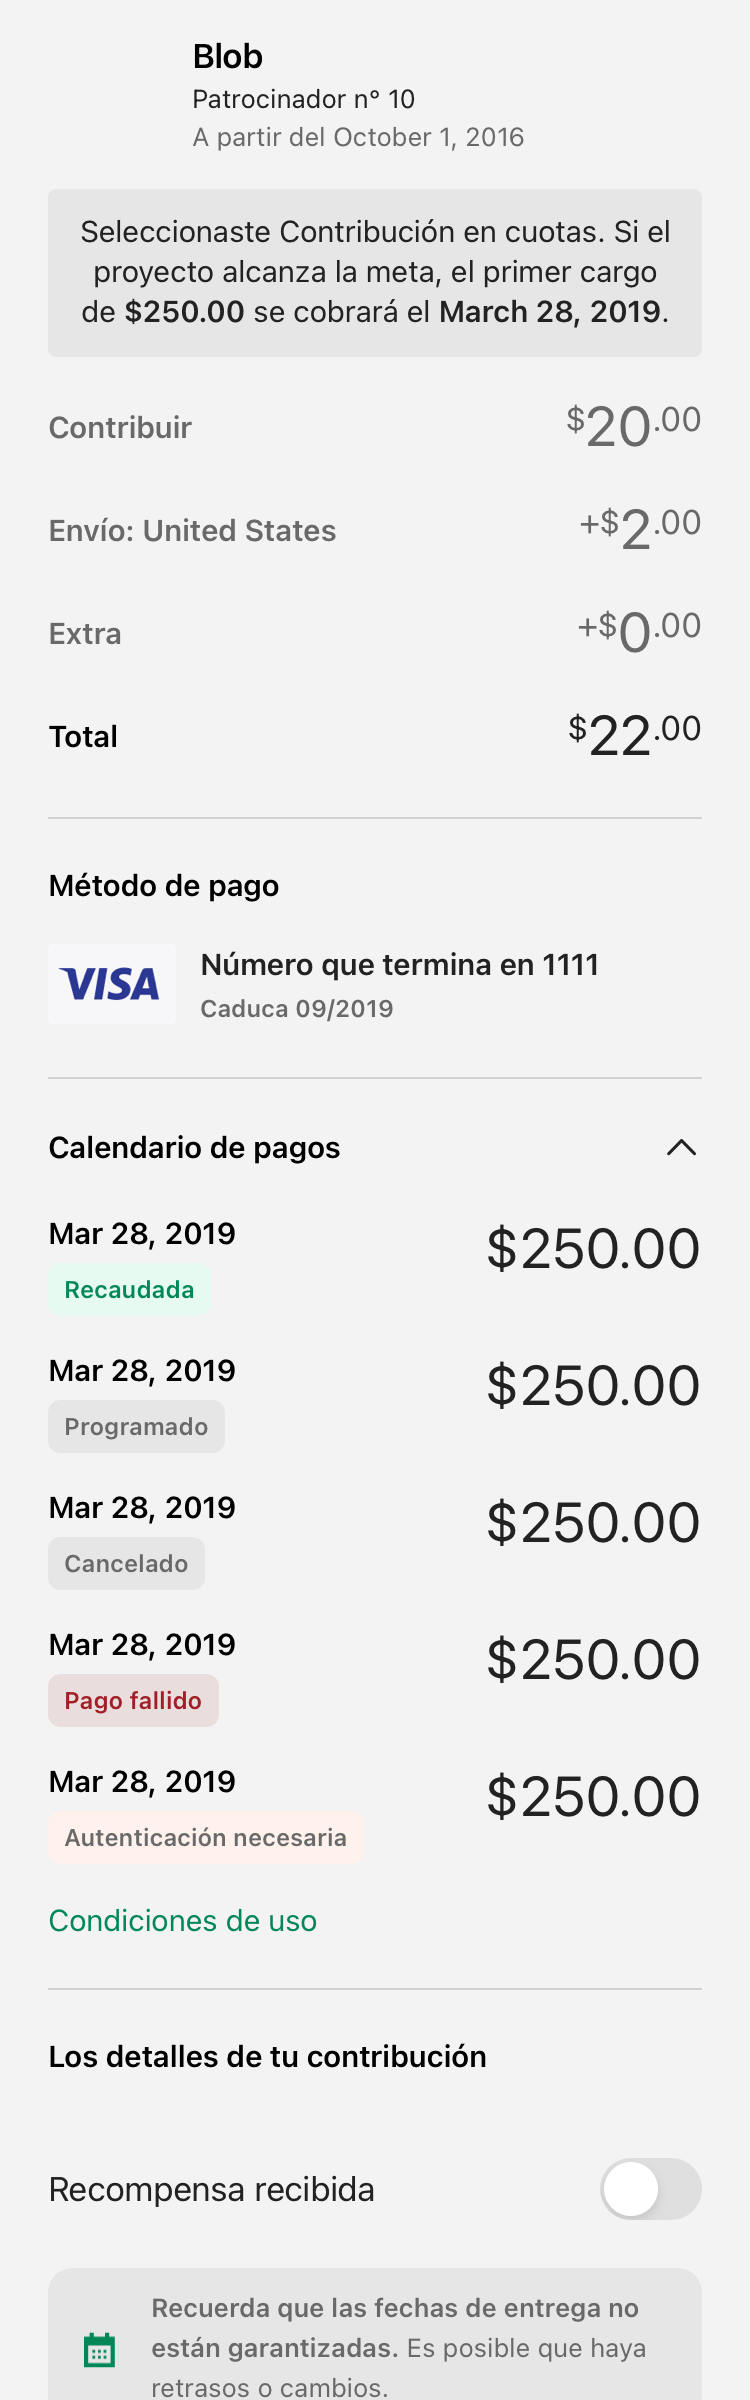 Blob
Patrocinador n° 10
A partir del October 1, 2016
Seleccionaste Contribución en cuotas. Si el
proyecto alcanza la meta, el primer cargo
de $250.00 se cobrará el March 28, 2019.
Contribuir $20.00
Envío: United States +$2.00
Extra +$0.00
Total $22.00
Método de pago
VISA
Número que termina en 1111
Caduca 09/2019
Calendario de pagos
Mar 28, 2019 $250.00
Recaudada
Mar 28, 2019 $250.00
Programado
Mar 28, 2019 $250.00
Cancelado
Mar 28, 2019 $250.00
Pago fallido
Mar 28, 2019 $250.00
Autenticación necesaria
Condiciones de uso
Los detalles de tu contribución
Recompensa recibida
Recuerda que las fechas de entrega no
están garantizadas. Es posible que haya
retrasos o cambios.